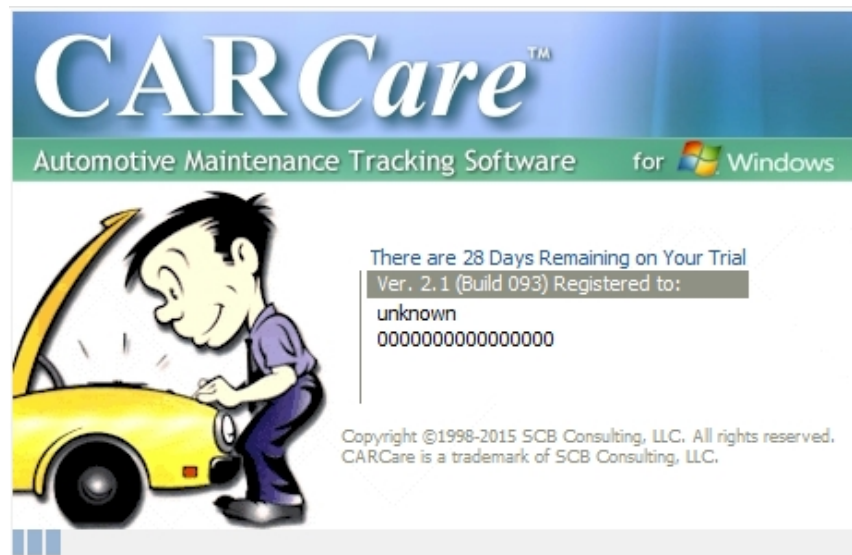 CARCare™
Automotive Maintenance Tracking Software for Windows
There are 28 Days Remaining on Your Trial
Ver. 2.1 (Build 093) Registered to:
unknown
0000000000000000
Copyright ©1998-2015 SCB Consulting, LLC. All rights reserved.
CARCare is a trademark of SCB Consulting, LLC.